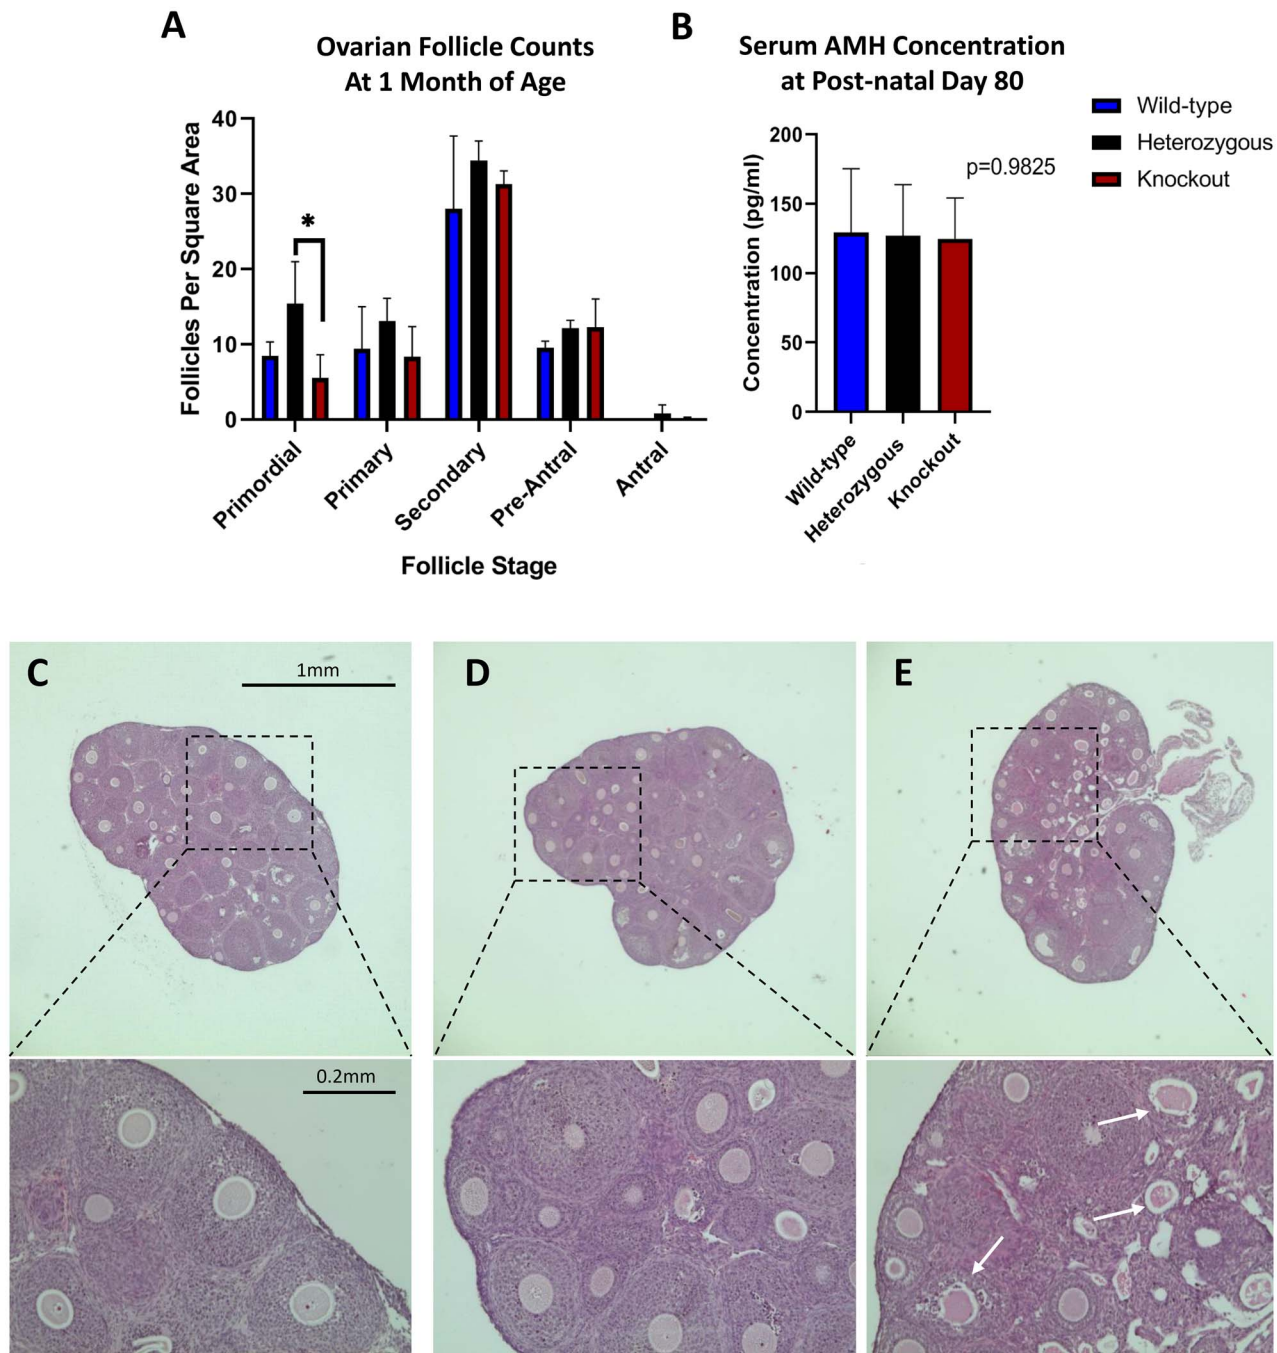 A
Ovarian Follicle Counts
At 1 Month of Age
Follicles Per Square Area
40
30
20
10
0
*
Primordial
Primary
Secondary
Pre-Antral
Antral
Follicle Stage
B
Serum AMH Concentration
at Post-natal Day 80
Concentration (pg/ml)
200
150
100
50
0
p=0.9825
Wild-type
Heterozygous
Knockout
Wild-type
Heterozygous
Knockout
C
1mm
D
E
0.2mm